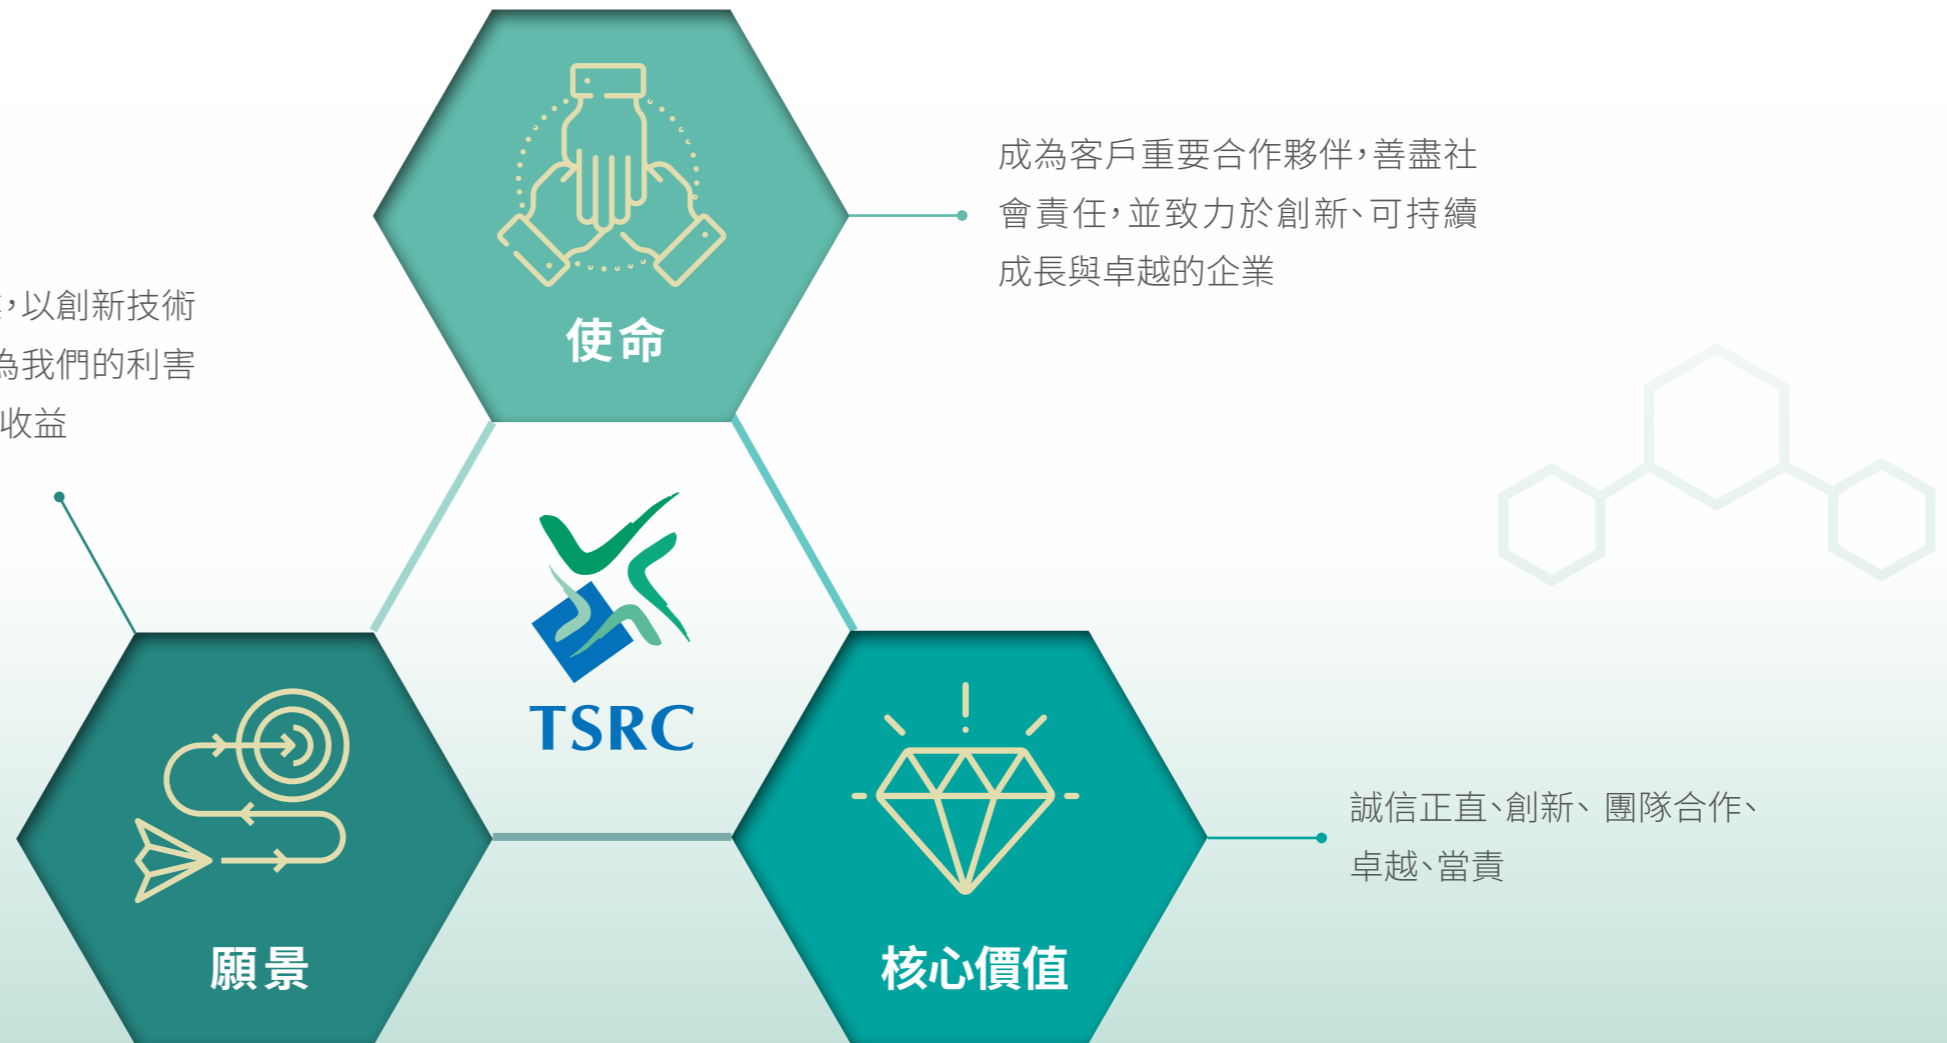 成為客戶重要合作夥伴，善盡社
會責任，並致力於創新、可持續
成長與卓越的企業
使命
，以創新技術
為我們的利害
收益
TSRC
願景
核心價值
誠信正直、創新、團隊合作、
卓越、當責